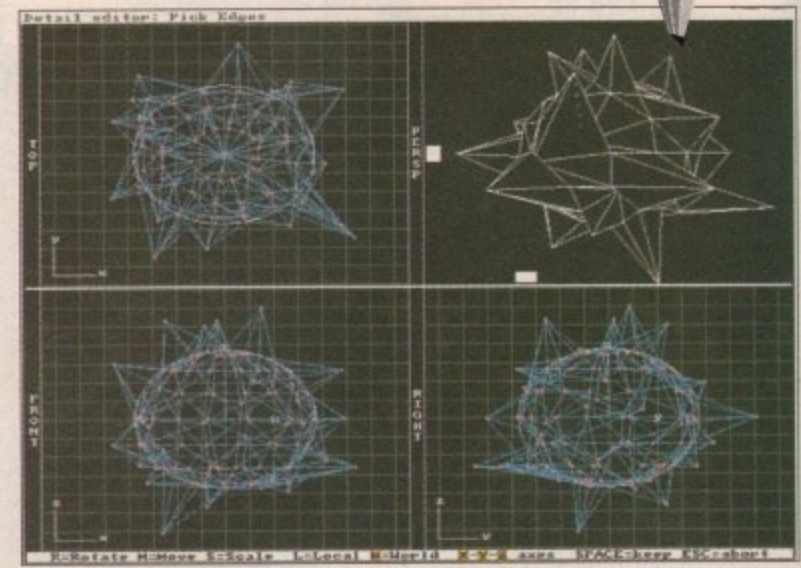 Detail editor: Pick Edges
TOP
PERSP
y
x
FRONT
RIGHT
z
x
z
y
R=Rotate M=Move S=Scale L=Local W=World X-Y-Z axes SPACE=keep ESC=abort